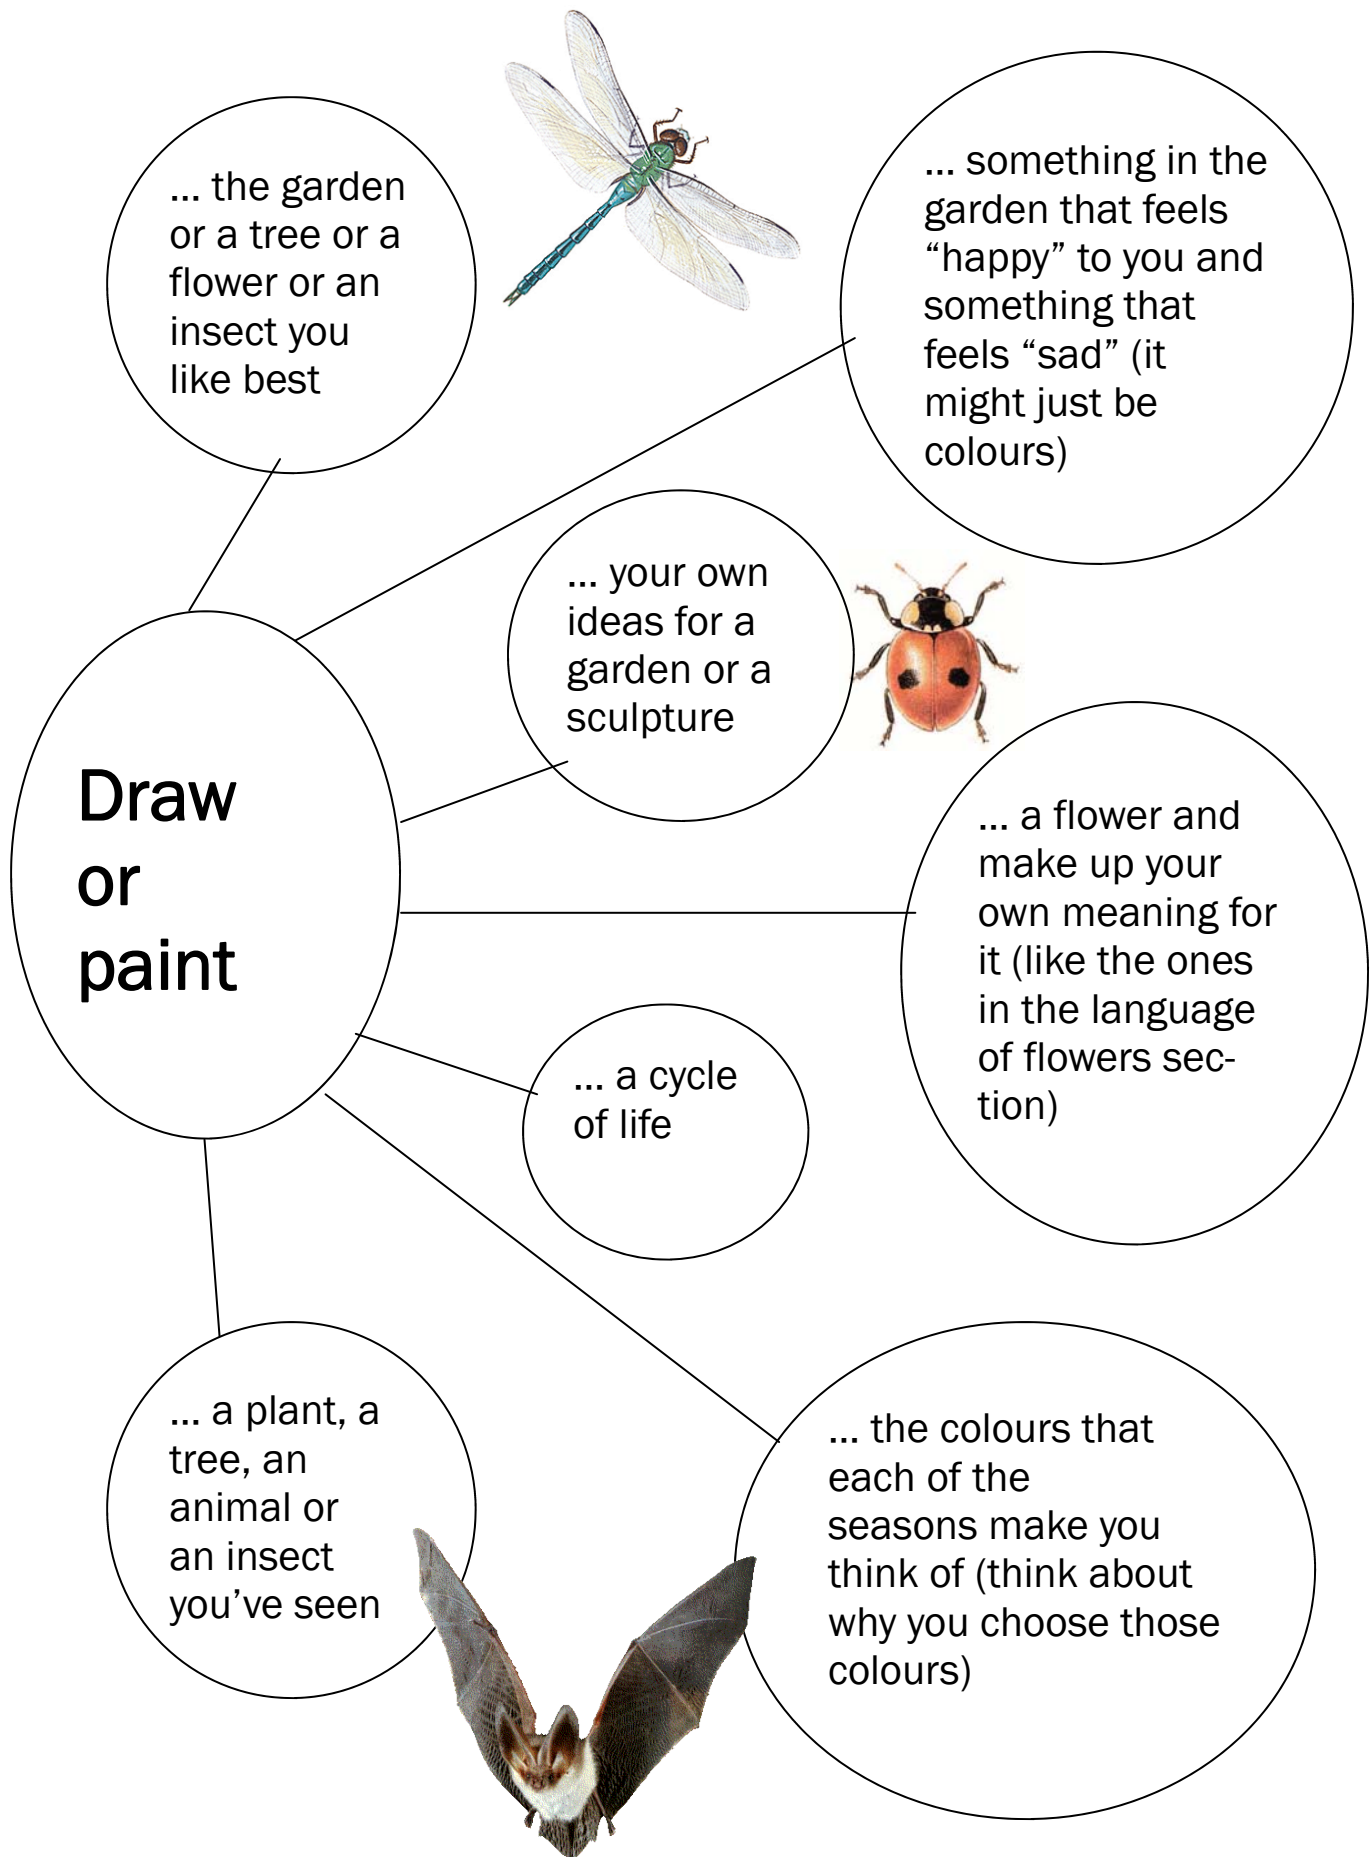 ... the garden
or a tree or a
flower or an
insect you
like best
... something in the
garden that feels
“happy” to you and
something that
feels “sad” (it
might just be
colours)
... your own
ideas for a
garden or a
sculpture
Draw
or
paint
... a flower and
make up your
own meaning for
it (like the ones
in the language
of flowers sec-
tion)
... a cycle
of life
... a plant, a
tree, an
animal or
an insect
you’ve seen
... the colours that
each of the
seasons make you
think of (think about
why you choose those
colours)